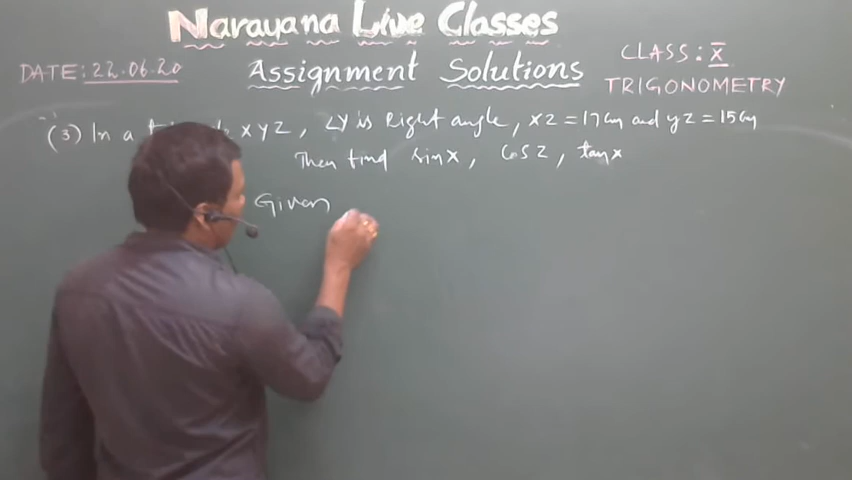 Narayana Live Classes
DATE: 22.06.20
Assignment Solutions
CLASS: X
TRIGONOMETRY
(3) In a XYZ, ∠Y is Right angle, XZ = 17cm and YZ = 15cm
Then find sinx, cos Z, tanx
Given